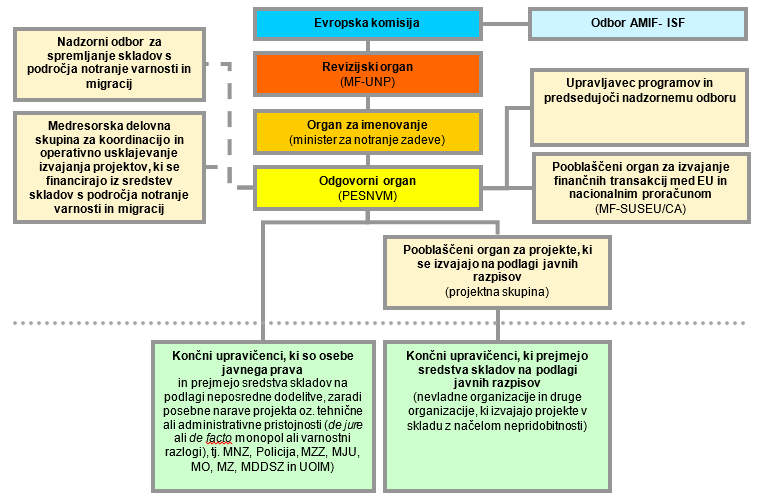 Evropska komisija
Odbor AMIF- ISF
Nadzorni odbor za
spremljanje skladov s
področja notranje varnosti in
migracij
Revizijski organ
(MF-UNP)
Upravljavec programov in
predsedujoči nadzornemu odboru
Medresorska delovna
skupina za koordinacijo in
operativno usklajevanje
izvajanja projektov, ki se
financirajo iz sredstev
skladov s področja notranje
varnosti in migracij
Organ za imenovanje
(minister za notranje zadeve)
Odgovorni organ
(PESNVM)
Pooblaščeni organ za izvajanje
finančnih transakcij med EU in
nacionalnim proračunom
(MF-SUSEU/CA)
Pooblaščeni organ za projekte, ki
se izvajajo na podlagi javnih
razpisov
(projektna skupina)
Končni upravičenci, ki so osebe
javnega prava
in prejmejo sredstva skladov na
podlagi neposredne dodelitve, zaradi
posebne narave projekta oz. tehnične
ali administrativne pristojnosti (de jure
ali de facto monopol ali varnostni
razlogi), tj. MNZ, Policija, MZZ, MJU,
MO, MZ, MDDSZ in UOIM)
Končni upravičenci, ki prejmejo
sredstva skladov na podlagi
javnih razpisov
(nevladne organizacije in druge
organizacije, ki izvajajo projekte v
skladu z načelom nepridobitnosti)